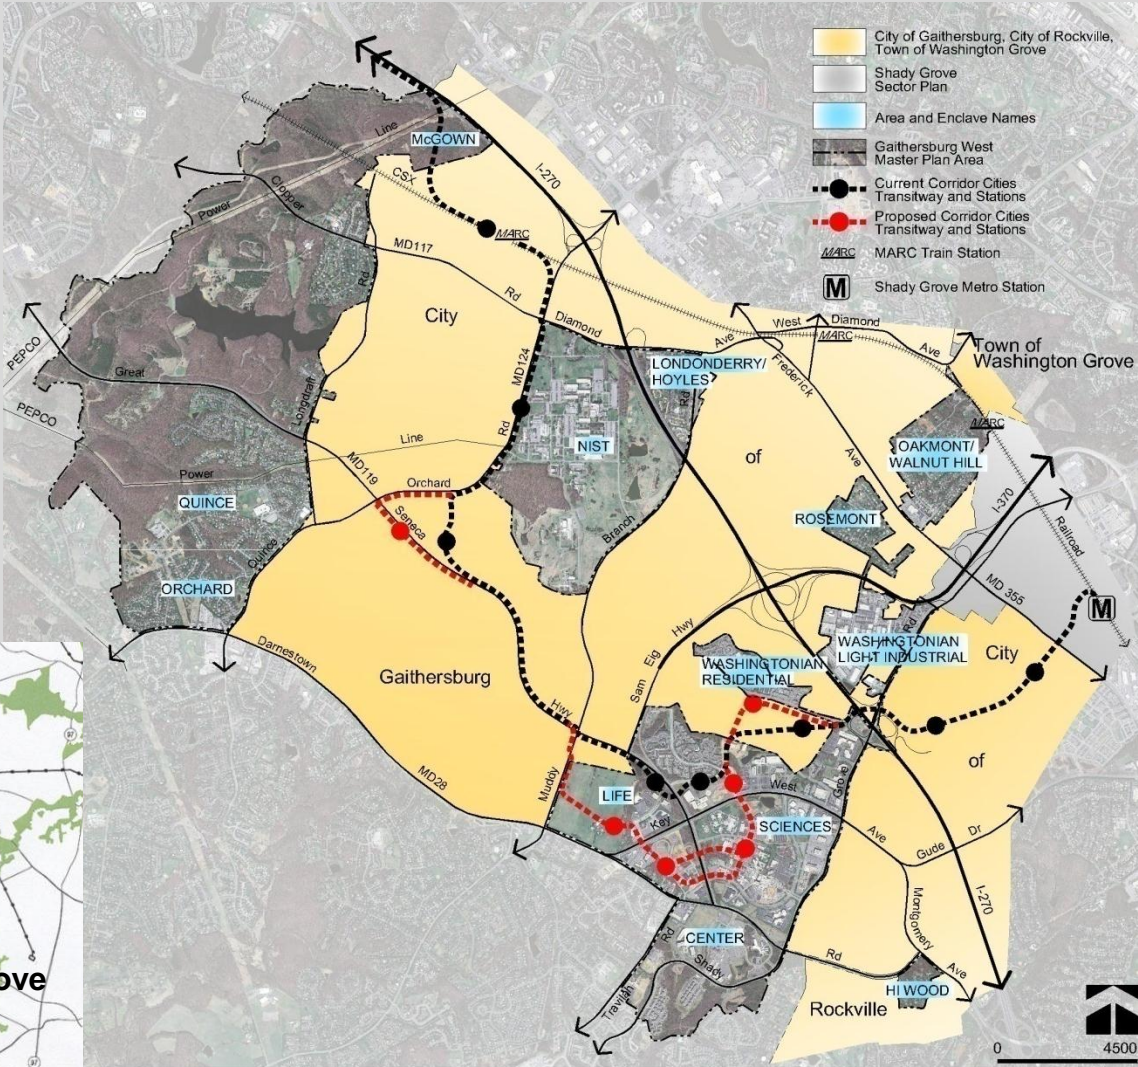 City of Gaithersburg, City of Rockville,
Town of Washington Grove
Shady Grove
Sector Plan
Area and Enclave Names
Gaithersburg West
Master Plan Area
Current Corridor Cities
Transitway and Stations
Proposed Corridor Cities
Transitway and Stations
MARC
MARC Train Station
M
Shady Grove Metro Station
McGOWN
Line
Power
CSX
Clopper
I-270
MARC
MD117
Rd
Rd
City
Diamond
Ave
West
Diamond
Ave
MARC
Town of
Washington Grove
PEPCO
Great
Longdraft
MD124
Rd
LONDONDERRY/
HOYLES
Rd
Frederick
Ave
MARC
PEPCO
Line
NIST
of
OAKMONT/
WALNUT HILL
Power
MD119
Orchard
QUINCE
Seneca
Branch
ROSEMONT
I-370
Railroad
Quince
ORCHARD
MD 355
M
Darnestown
Hwy
Sam Eig
Rd
WASHINGTONIAN
LIGHT INDUSTRIAL
City
WASHINGTONIAN
RESIDENTIAL
Gaithersburg
Hwy
of
MD28
Muddy
LIFE
Key
West
Grove
SCIENCES
Ave
Gude
Dr
Montgomery
Ave
I-270
CENTER
Rd
Shady
Rd
Travilah
HI WOOD
Rockville
0
4500
ove
97
97